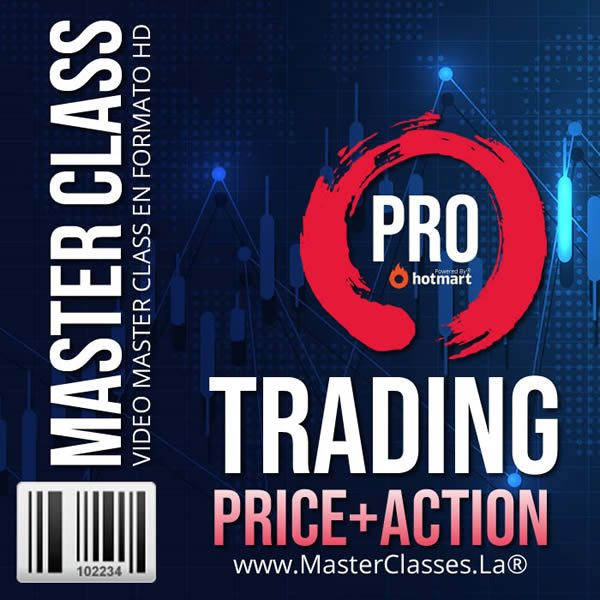 MASTER CLASS
VIDEO MASTER CLASS EN FORMATO HD
102234
PRO
Powered By®
hotmart
TRADING
PRICE+ACTION
www.MasterClasses.La®